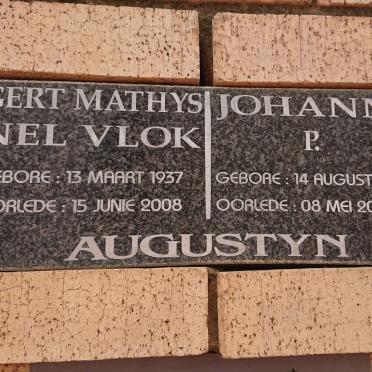 GERT MATHYS
NEL VLOK
GEBORE : 13 MAART 1937
OORLEDE : 15 JUNIE 2008
JOHANN
P.
GEBORE : 14 AUGUST
OORLEDE : 08 MEI 20
AUGUSTYN